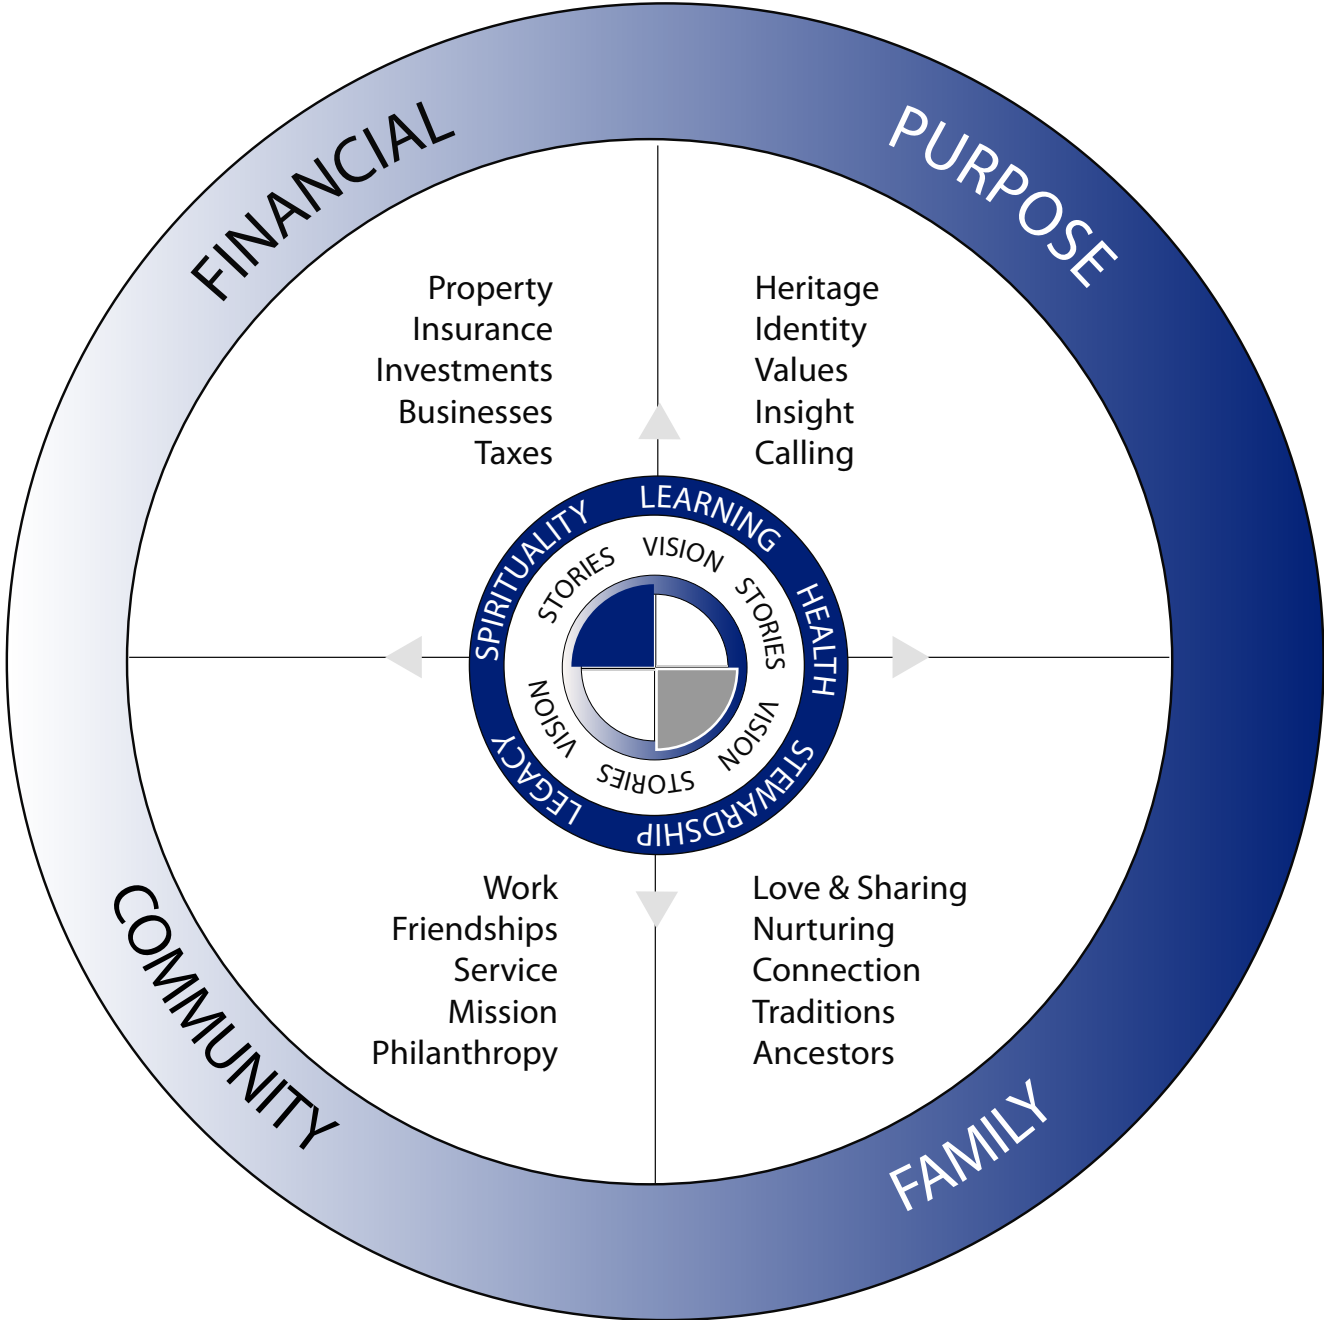 FINANCIAL
PURPOSE
Property
Insurance
Investments
Businesses
Taxes
Heritage
Identity
Values
Insight
Calling
SPIRITUALITY
LEARNING
HEALTH
STEWARDSHIP
LEGACY
STORIES
VISION
STORIES
VISION
STORIES
VISION
Work
Friendships
Service
Mission
Philanthropy
Love & Sharing
Nurturing
Connection
Traditions
Ancestors
COMMUNITY
FAMILY